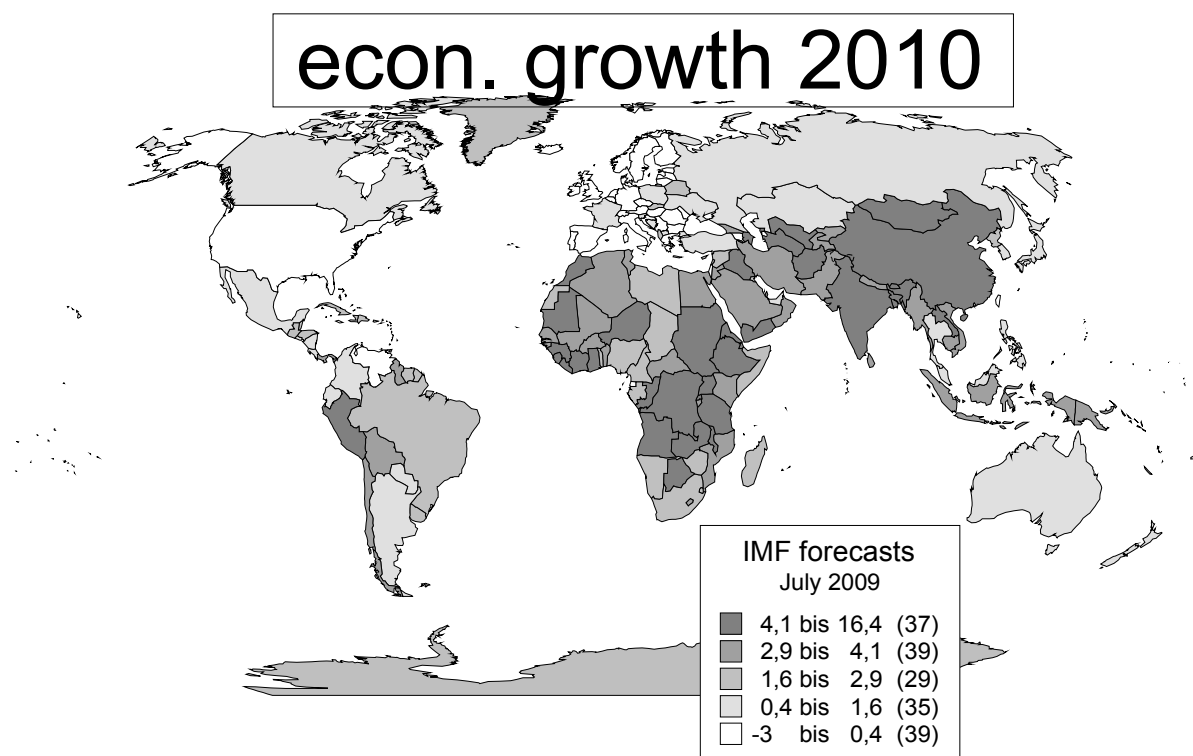 econ. growth 2010
IMF forecasts
July 2009
4,1 bis 16,4 (37)
2,9 bis 4,1 (39)
1,6 bis 2,9 (29)
0,4 bis 1,6 (35)
-3 bis 0,4 (39)